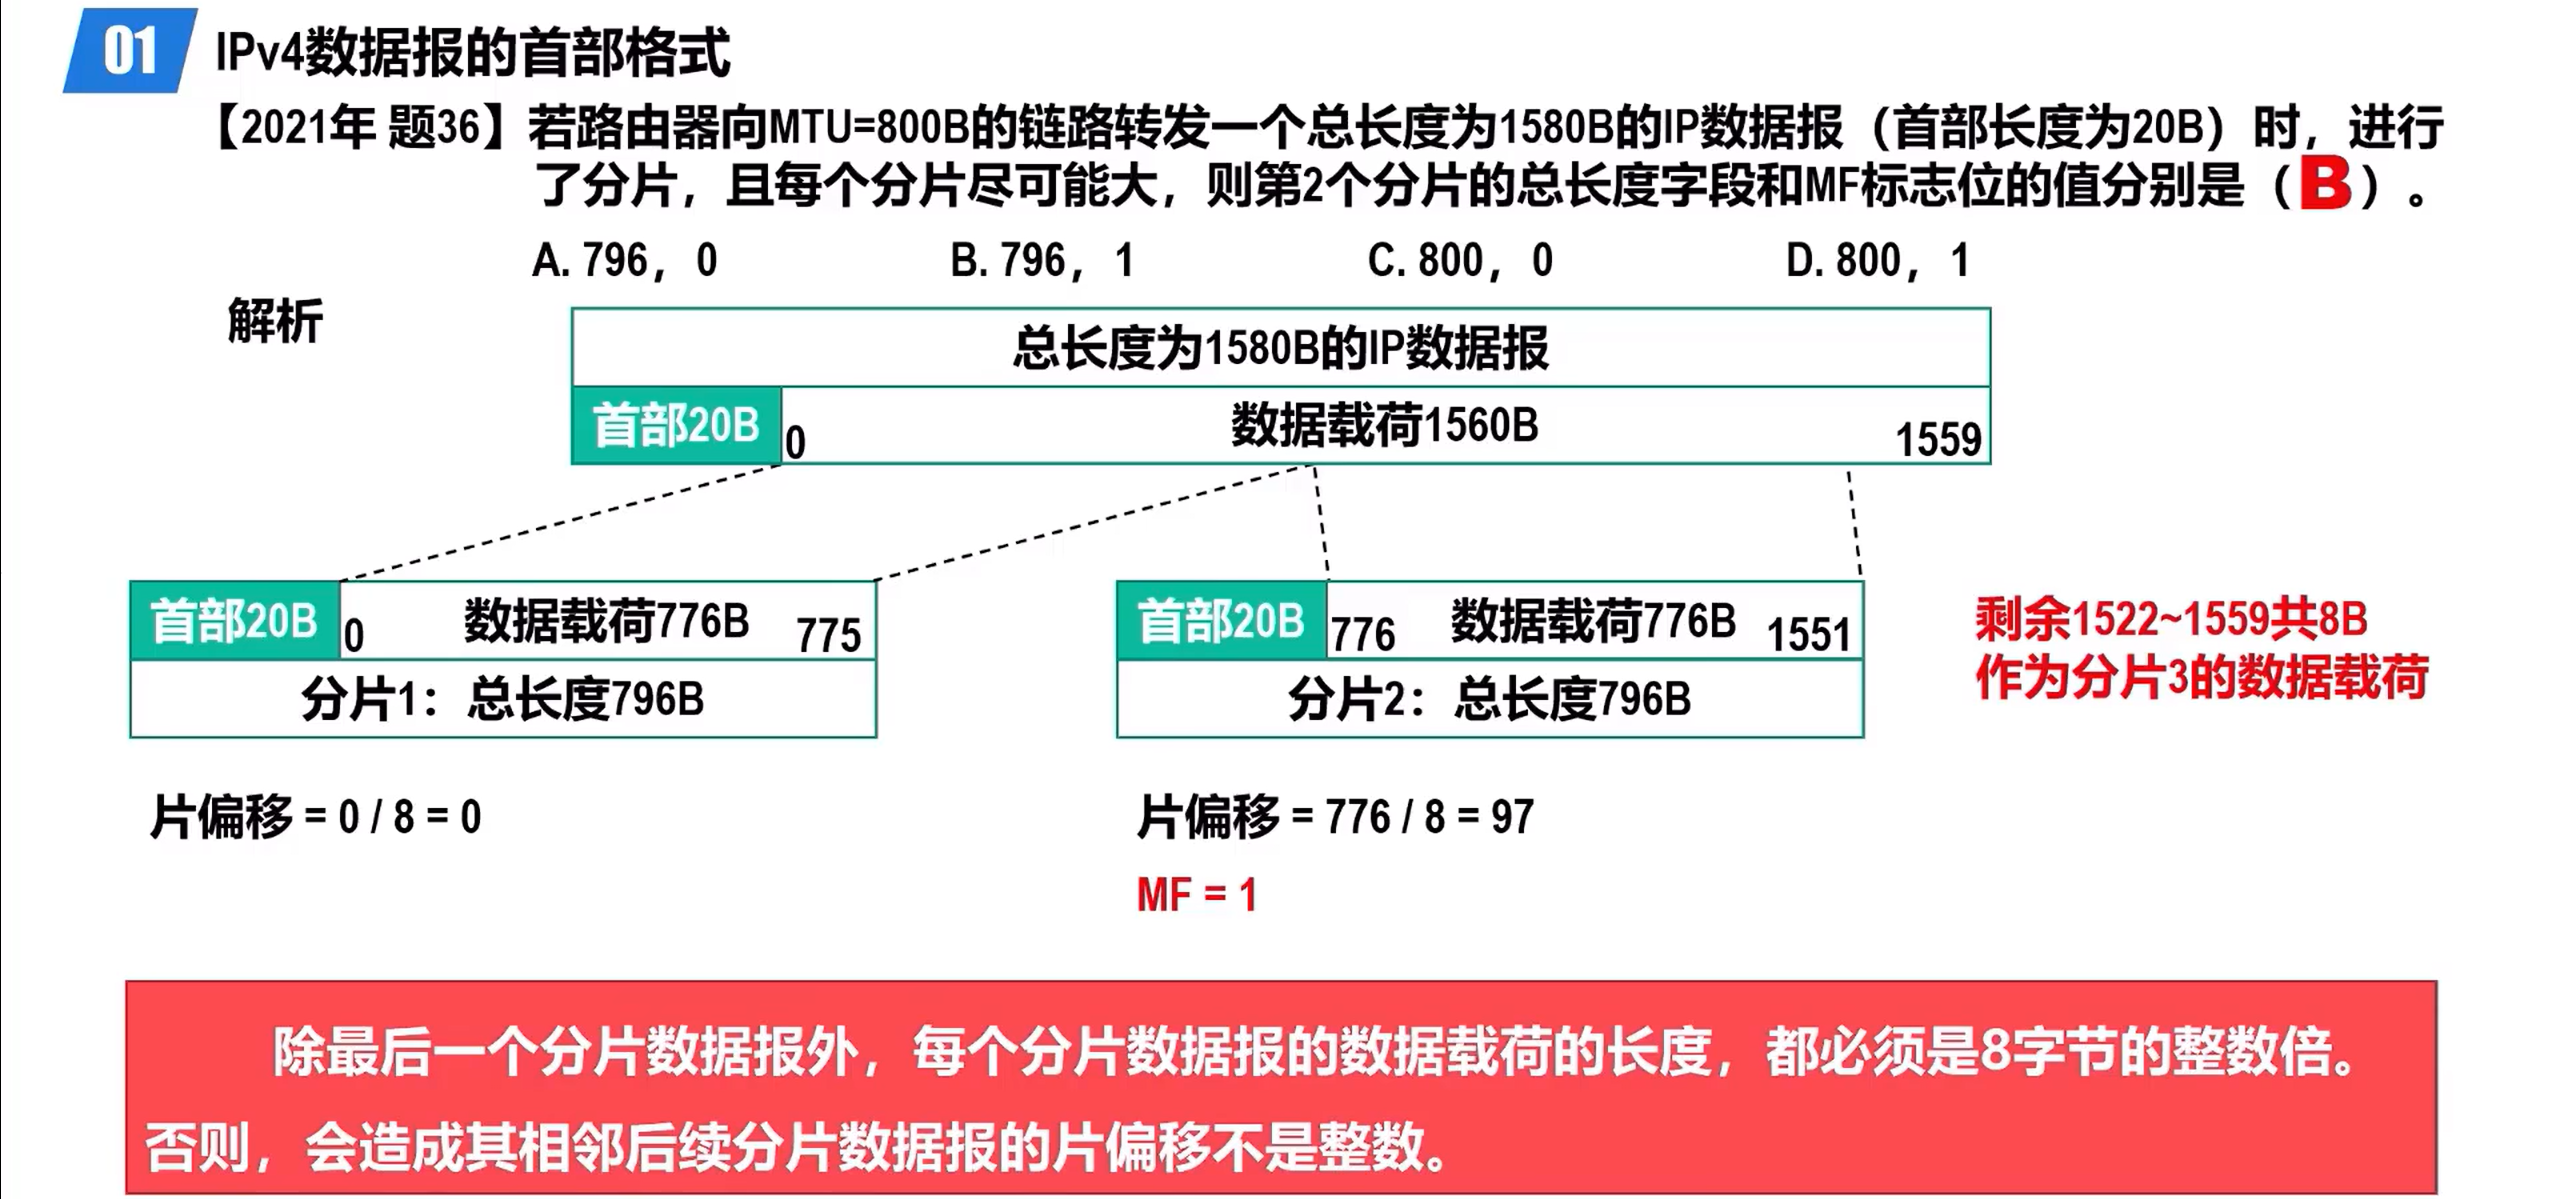 01 IPv4数据报的首部格式
【2021年 题36】若路由器向MTU=800B的链路转发一个总长度为1580B的IP数据报（首部长度为20B）时，进行
了分片，且每个分片尽可能大，则第2个分片的总长度字段和MF标志位的值分别是（B）。
A. 796，0 B. 796，1 C. 800，0 D. 800，1
解析
总长度为1580B的IP数据报
首部20B 0 数据载荷1560B 1559
首部20B 0 数据载荷776B 775
分片1：总长度796B
首部20B 776 数据载荷776B 1551
分片2：总长度796B
剩余1522~1559共8B
作为分片3的数据载荷
片偏移 = 0 / 8 = 0
片偏移 = 776 / 8 = 97
MF = 1
除最后一个分片数据报外，每个分片数据报的数据载荷的长度，都必须是8字节的整数倍。
否则，会造成其相邻后续分片数据报的片偏移不是整数。